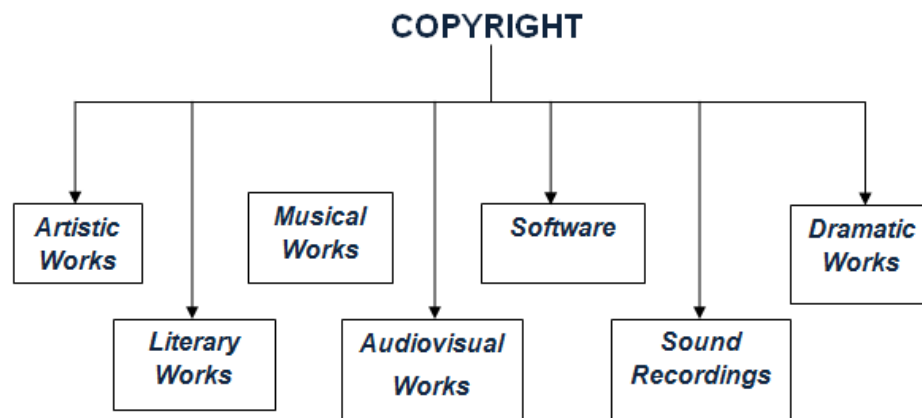 COPYRIGHT
Artistic
Works
Musical
Works
Software
Dramatic
Works
Literary
Works
Audiovisual
Works
Sound
Recordings